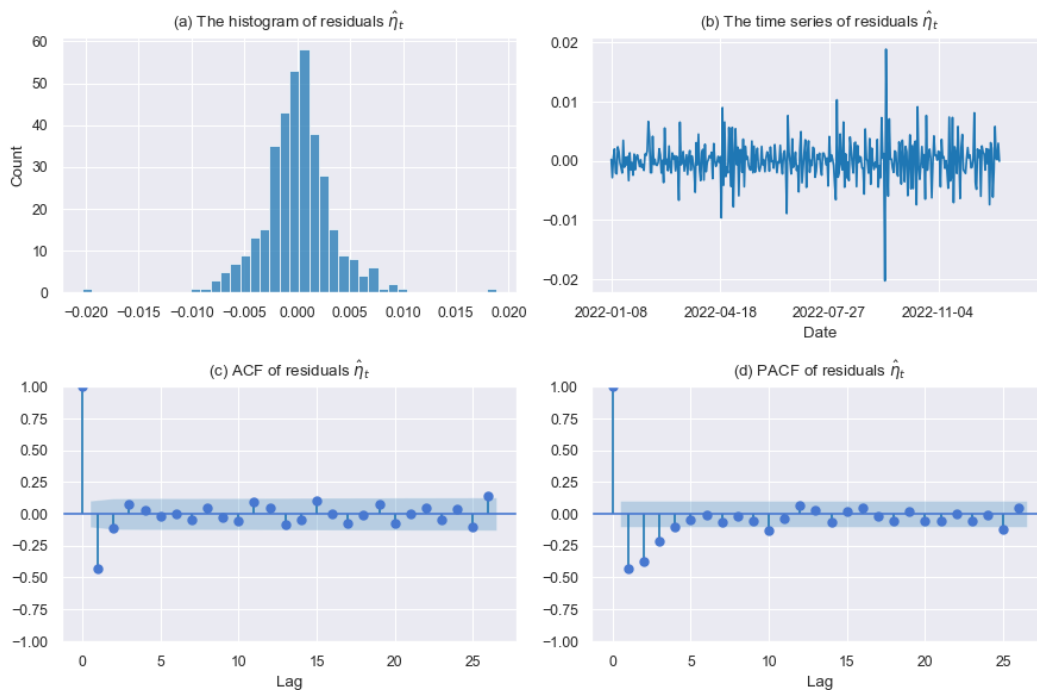 (a) The histogram of residuals η̂ₜ
Count
60
50
40
30
20
10
0
−0.020 −0.015 −0.010 −0.005 0.000 0.005 0.010 0.015 0.020
(b) The time series of residuals η̂ₜ
0.02
0.01
0.00
−0.01
−0.02
2022-01-08 2022-04-18 2022-07-27 2022-11-04
Date
(c) ACF of residuals η̂ₜ
1.00
0.75
0.50
0.25
0.00
−0.25
−0.50
−0.75
−1.00
0 5 10 15 20 25
Lag
(d) PACF of residuals η̂ₜ
1.00
0.75
0.50
0.25
0.00
−0.25
−0.50
−0.75
−1.00
0 5 10 15 20 25
Lag